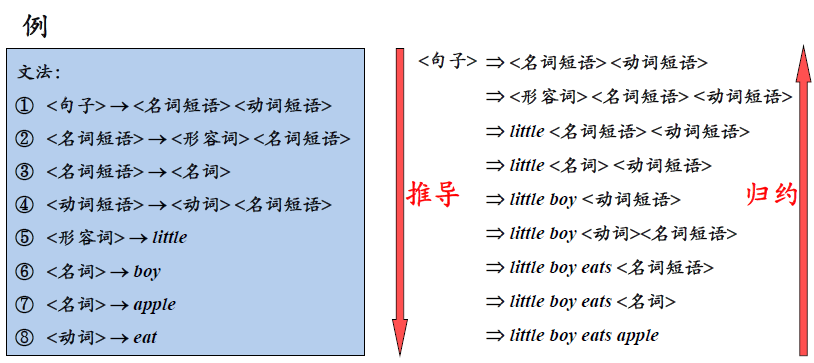 例
文法：
① <句子> → <名词短语> <动词短语>
② <名词短语> → <形容词> <名词短语>
③ <名词短语> → <名词>
④ <动词短语> → <动词> <名词短语>
⑤ <形容词> → little
⑥ <名词> → boy
⑦ <名词> → apple
⑧ <动词> → eat
推导
<句子> ⇒ <名词短语> <动词短语>
⇒ <形容词> <名词短语> <动词短语>
⇒ little <名词短语> <动词短语>
⇒ little <名词> <动词短语>
⇒ little boy <动词短语>
⇒ little boy <动词><名词短语>
⇒ little boy eats <名词短语>
⇒ little boy eats <名词>
⇒ little boy eats apple
归约